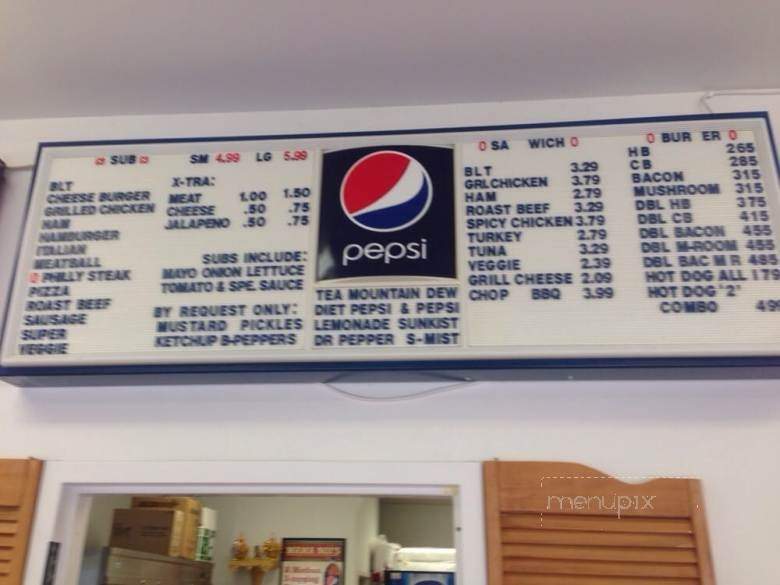 SUB SM 4.99 LG 5.99
BLT
CHEESE BURGER
GRILLED CHICKEN
HAM
HAMBURGER
ITALIAN
MEATBALL
PHILLY STEAK
PIZZA
ROAST BEEF
SAUSAGE
SUPER
VEGGIE
X-TRA:
MEAT 1.00 1.50
CHEESE .50 .75
JALAPENO .50 .75
SUBS INCLUDE:
MAYO ONION LETTUCE
TOMATO & SPE. SAUCE
BY REQUEST ONLY:
MUSTARD PICKLES
KETCHUP B-PEPPERS
pepsi
TEA MOUNTAIN DEW
DIET PEPSI & PEPSI
LEMONADE SUNKIST
DR PEPPER S-MIST
0 SA WICH 0
BLT 3.29
GRLCHICKEN 3.79
HAM 2.79
ROAST BEEF 3.29
SPICY CHICKEN 3.79
TURKEY 2.79
TUNA 3.29
VEGGIE 2.39
GRILL CHEESE 2.09
CHOP BBQ 3.99
0 BUR ER 0
HB 265
CB 285
BACON 315
MUSHROOM 315
DBL HB 375
DBL CB 415
DBL BACON 455
DBL M-ROOM 455
DBL BAC M R 485
HOT DOG ALL 175
HOT DOG "2"
COMBO 49
menupix